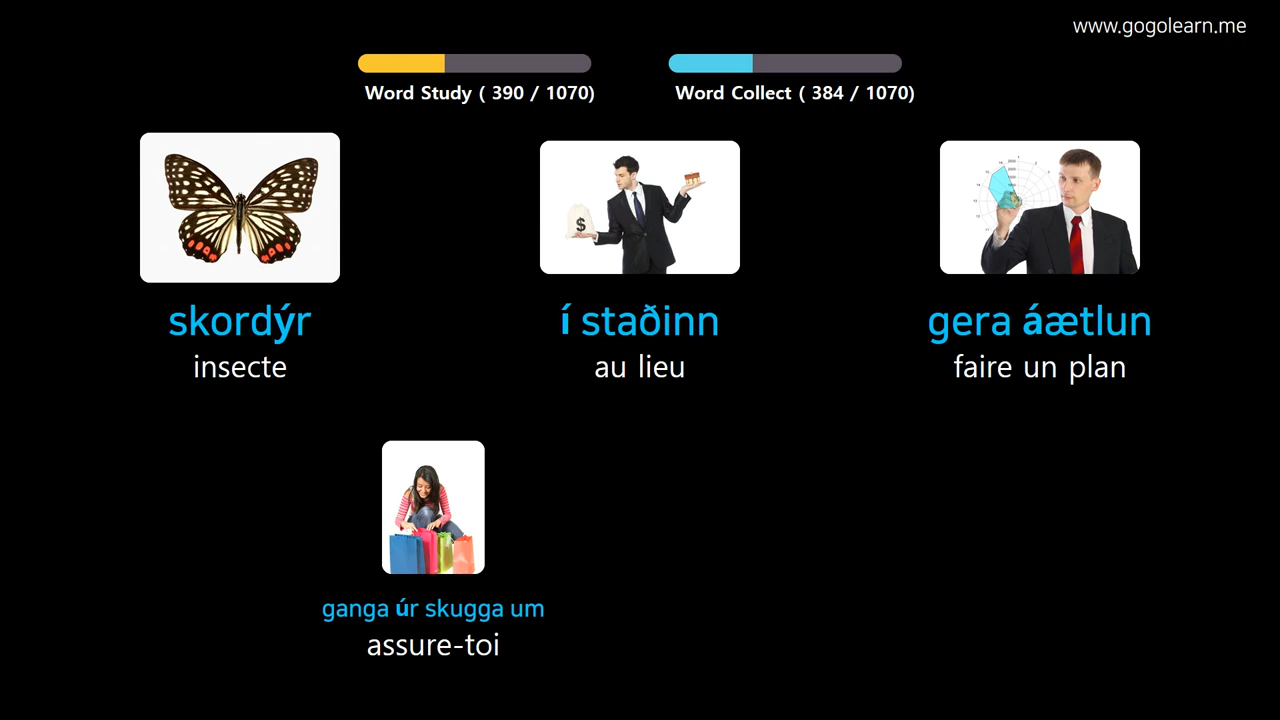 www.gogolearn.me
Word Study ( 390 / 1070)
Word Collect ( 384 / 1070)
$
skordýr
insecte
í staðinn
au lieu
gera áætlun
faire un plan
ganga úr skugga um
assure-toi